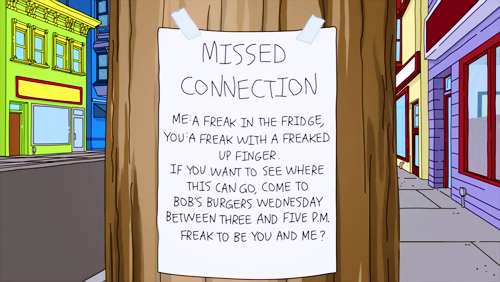 MISSED
CONNECTION
ME: A FREAK IN THE FRIDGE,
YOU: A FREAK WITH A FREAKED
UP FINGER.
IF YOU WANT TO SEE WHERE
THIS CAN GO, COME TO
BOB'S BURGERS WEDNESDAY
BETWEEN THREE AND FIVE P.M.
FREAK TO BE YOU AND ME?